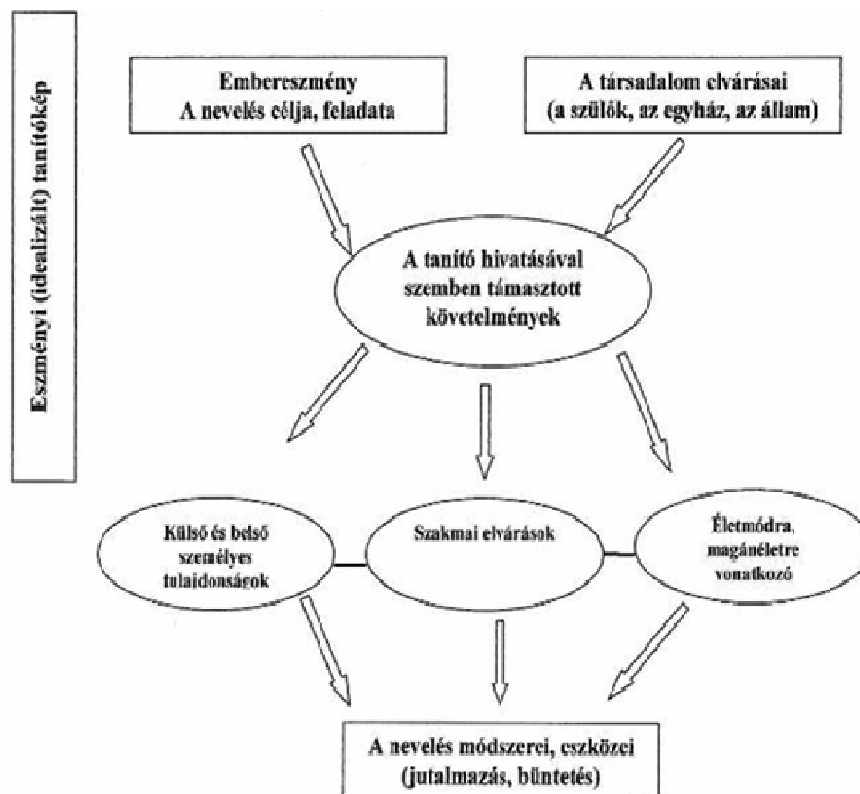 Eszményi (idealizált) tanítókép
Embereszmény
A nevelés célja, feladata
A társadalom elvárásai
(a szülők, az egyház, az állam)
A tanító hivatásával
szemben támasztott
követelmények
Külső és belső
személyes
tulajdonságok
Szakmai elvárások
Életmódra,
magánéletre
vonatkozó
A nevelés módszerei, eszközei
(jutalmazás, büntetés)